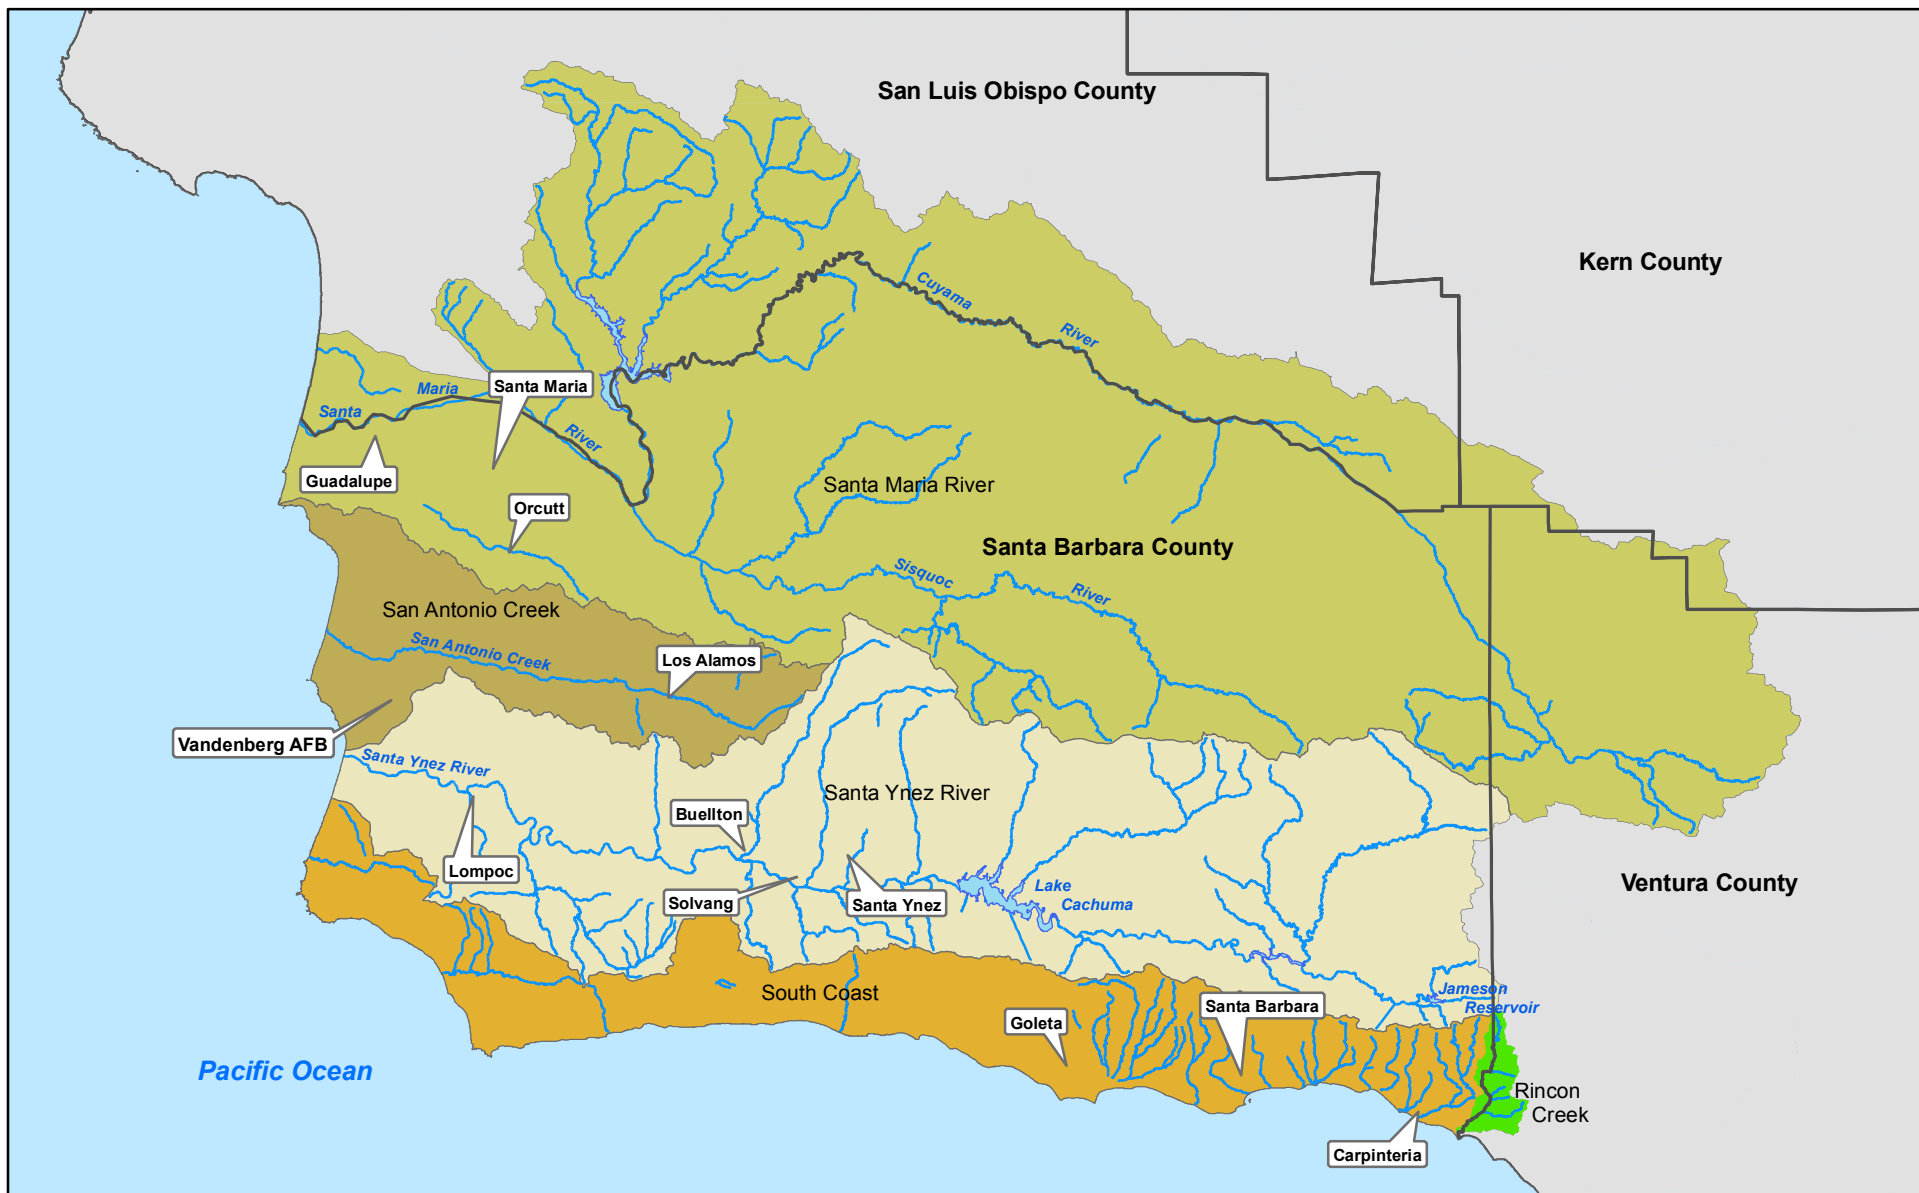 San Luis Obispo County
Kern County
Cuyama
River
Maria
Santa Maria
Santa
River
Guadalupe
Santa Maria River
Orcutt
Santa Barbara County
Sisquoc
River
San Antonio Creek
San Antonio Creek
Los Alamos
Vandenberg AFB
Santa Ynez River
Santa Ynez River
Buellton
Lompoc
Solvang
Santa Ynez
Lake
Cachuma
Ventura County
South Coast
Jameson
Reservoir
Santa Barbara
Goleta
Pacific Ocean
Rincon
Creek
Carpinteria